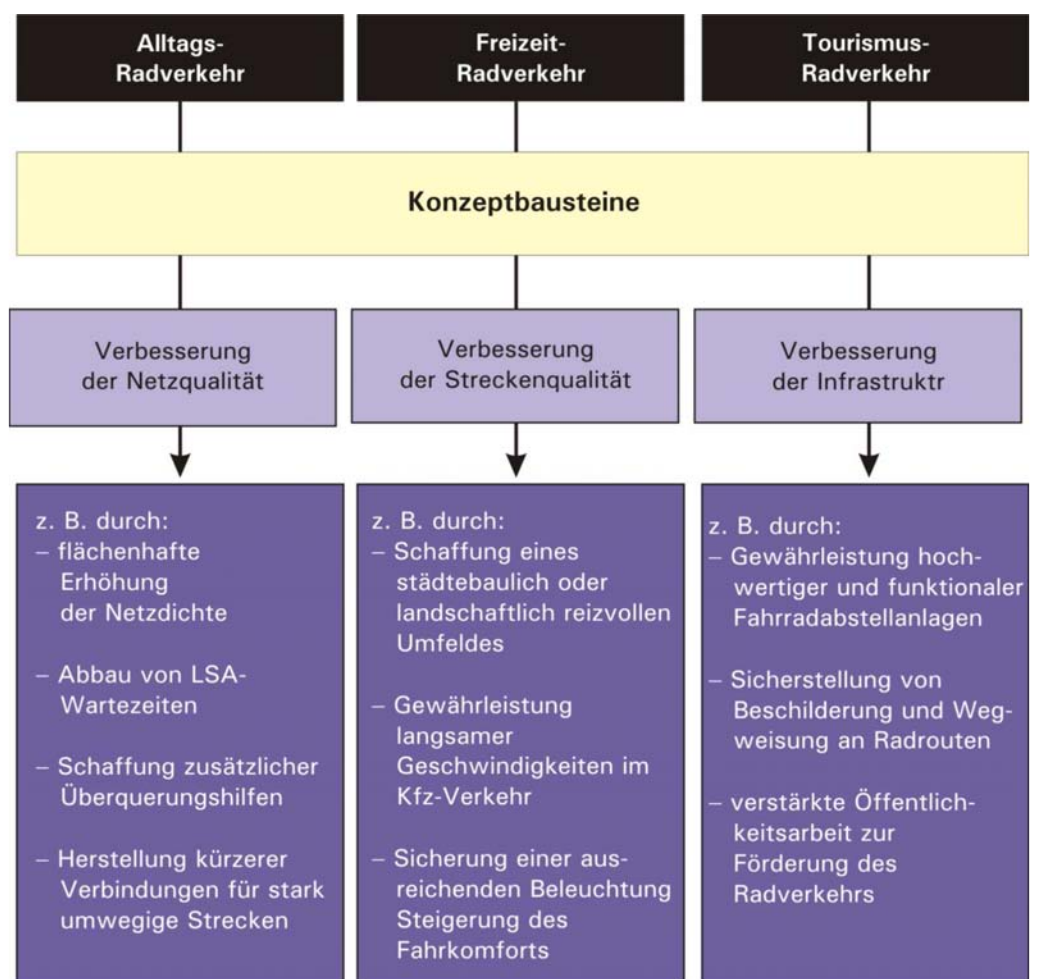 Alltags-
Radverkehr
Freizeit-
Radverkehr
Tourismus-
Radverkehr
Konzeptbausteine
Verbesserung
der Netzqualität
Verbesserung
der Streckenqualität
Verbesserung
der Infrastruktr
z. B. durch:
– flächenhafte
Erhöhung
der Netzdichte
– Abbau von LSA-
Wartezeiten
– Schaffung zusätzlicher
Überquerungshilfen
– Herstellung kürzerer
Verbindungen für stark
umwegige Strecken
z. B. durch:
– Schaffung eines
städtebaulich oder
landschaftlich reizvollen
Umfeldes
– Gewährleistung
langsamer
Geschwindigkeiten im
Kfz-Verkehr
– Sicherung einer aus-
reichenden Beleuchtung
Steigerung des
Fahrkomforts
z. B. durch:
– Gewährleistung hoch-
wertiger und funktionaler
Fahrradabstellanlagen
– Sicherstellung von
Beschilderung und Weg-
weisung an Radrouten
– verstärkte Öffentlich-
keitsarbeit zur
Förderung des
Radverkehrs